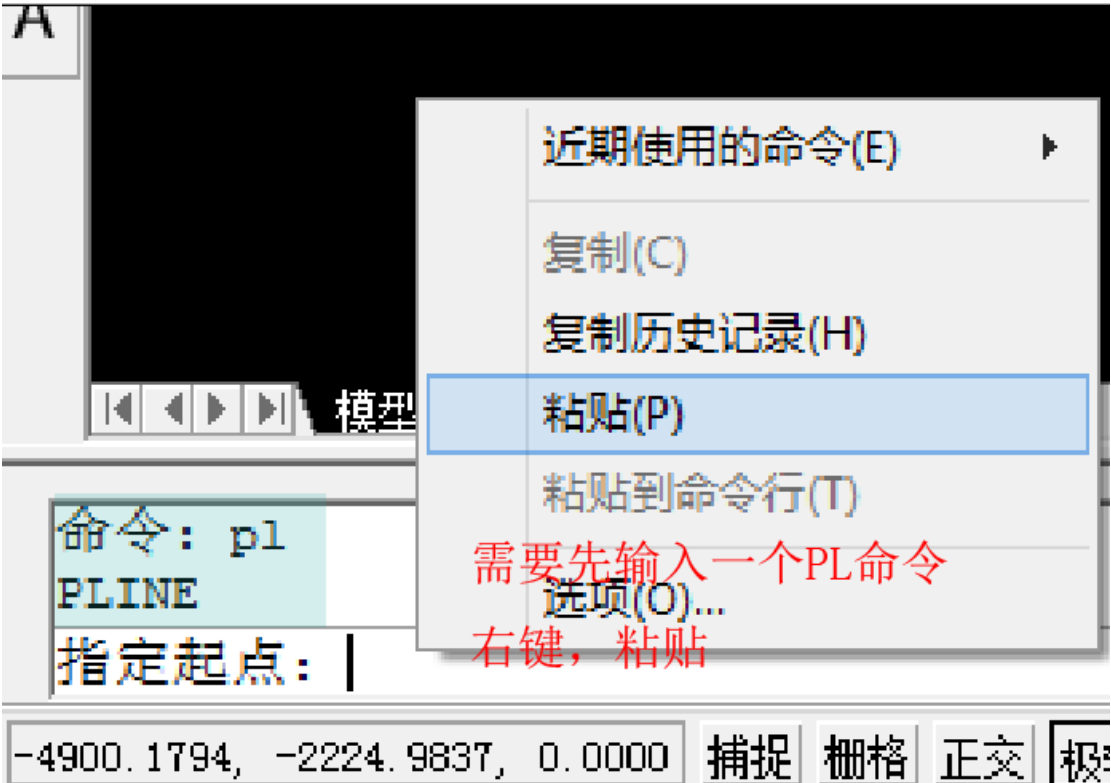 A
近期使用的命令(E)
复制(C)
复制历史记录(H)
粘贴(P)
模型
粘贴到命令行(T)
命令: pl
需要先输入一个PL命令
PLINE
选项(O)...
指定起点:
右键，粘贴
-4900.1794, -2224.9837, 0.0000 捕捉 栅格 正交